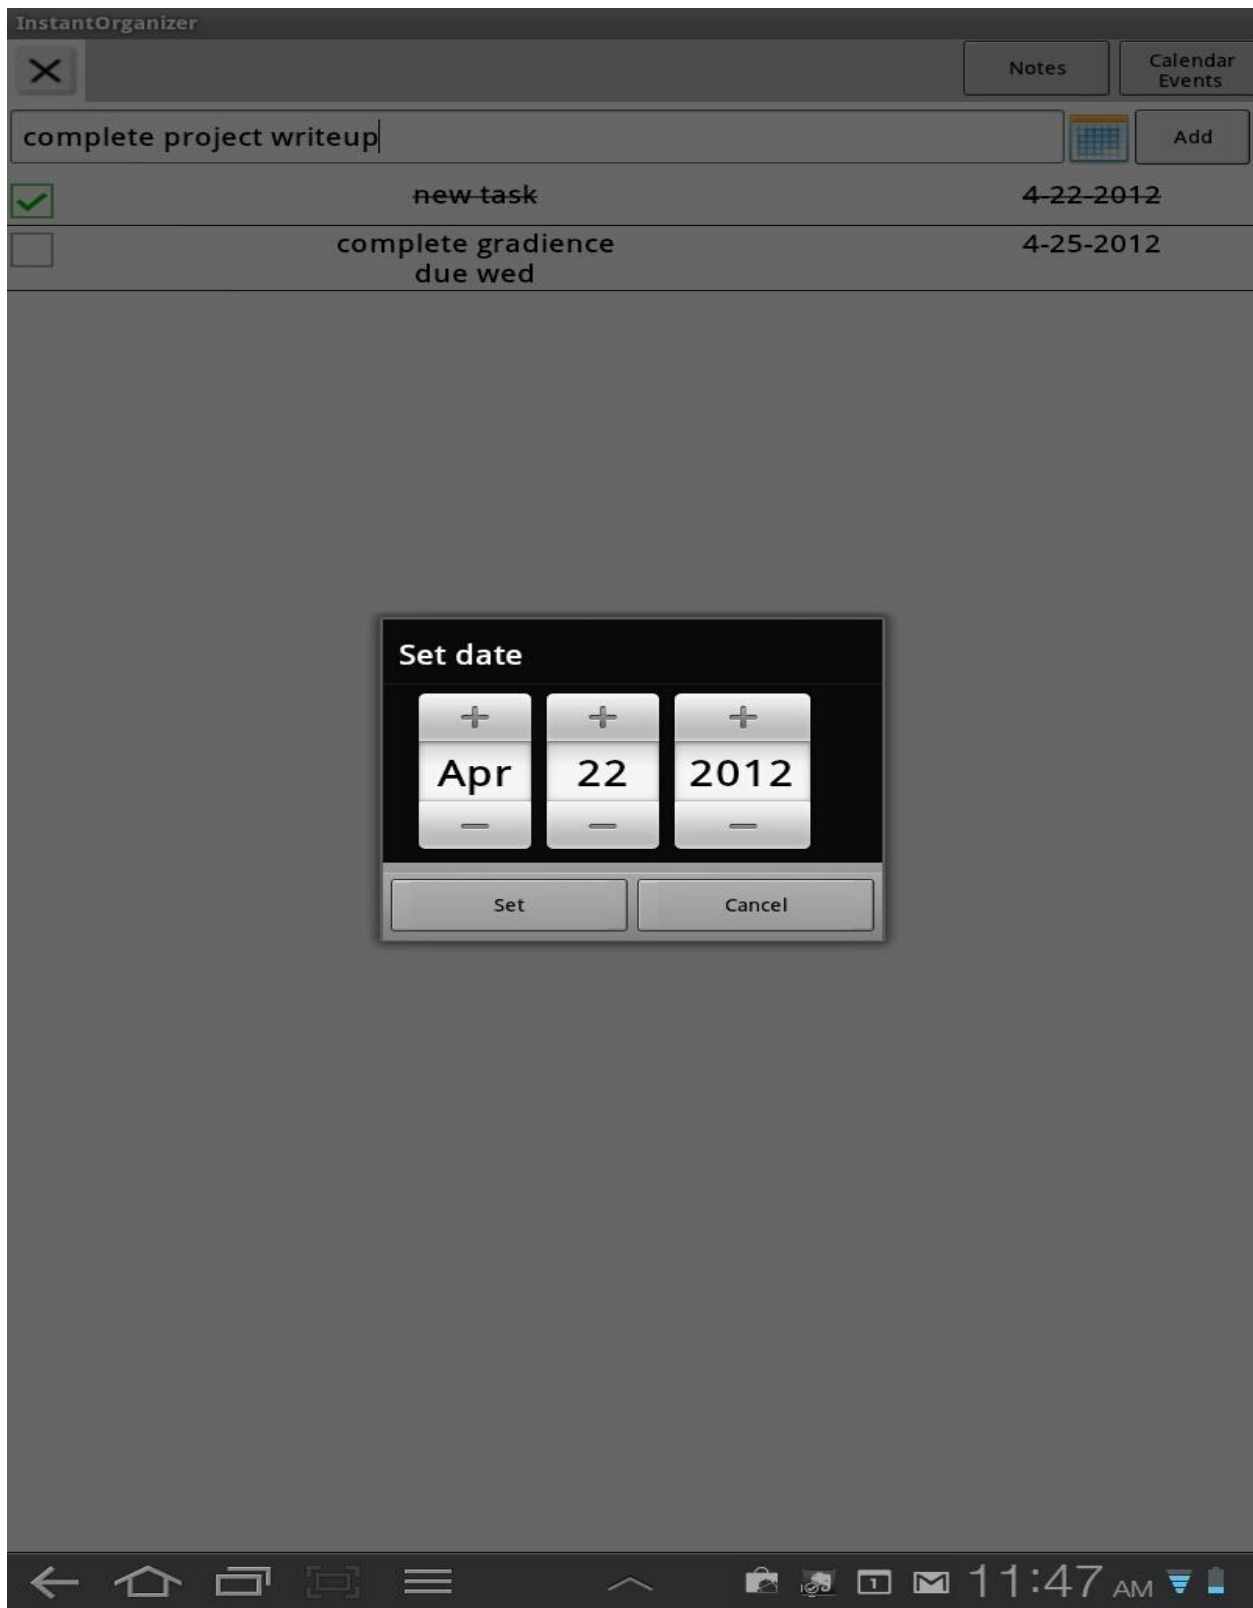 InstantOrganizer
Notes
Calendar
Events
complete project writeup
Add
new task 4-22-2012
complete gradience 4-25-2012
due wed
Set date
+ + +
Apr 22 2012
— — —
Set Cancel
1 11:47 AM